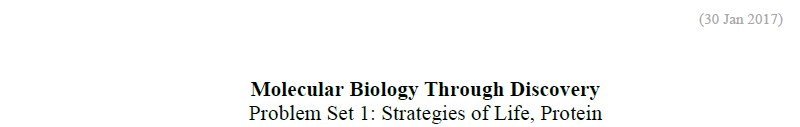 (30 Jan 2017)
Molecular Biology Through Discovery
Problem Set 1: Strategies of Life, Protein